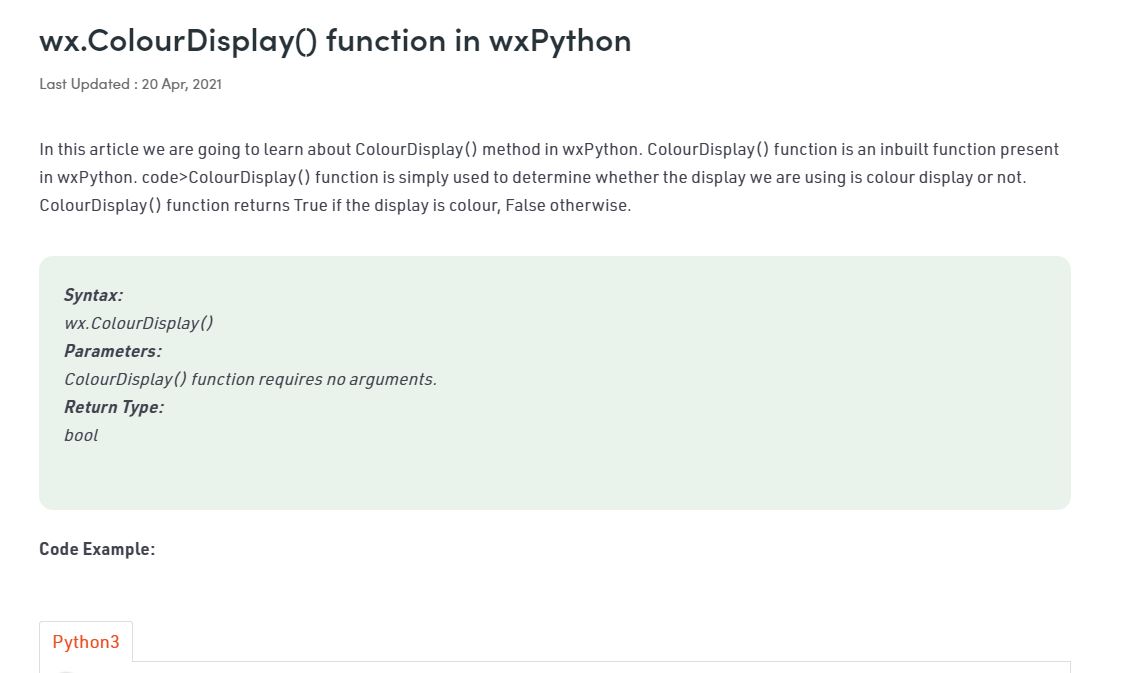 wx.ColourDisplay() function in wxPython
Last Updated : 20 Apr, 2021
In this article we are going to learn about ColourDisplay() method in wxPython. ColourDisplay() function is an inbuilt function present
in wxPython. code>ColourDisplay() function is simply used to determine whether the display we are using is colour display or not.
ColourDisplay() function returns True if the display is colour, False otherwise.
Syntax:
wx.ColourDisplay()
Parameters:
ColourDisplay() function requires no arguments.
Return Type:
bool
Code Example:
Python3